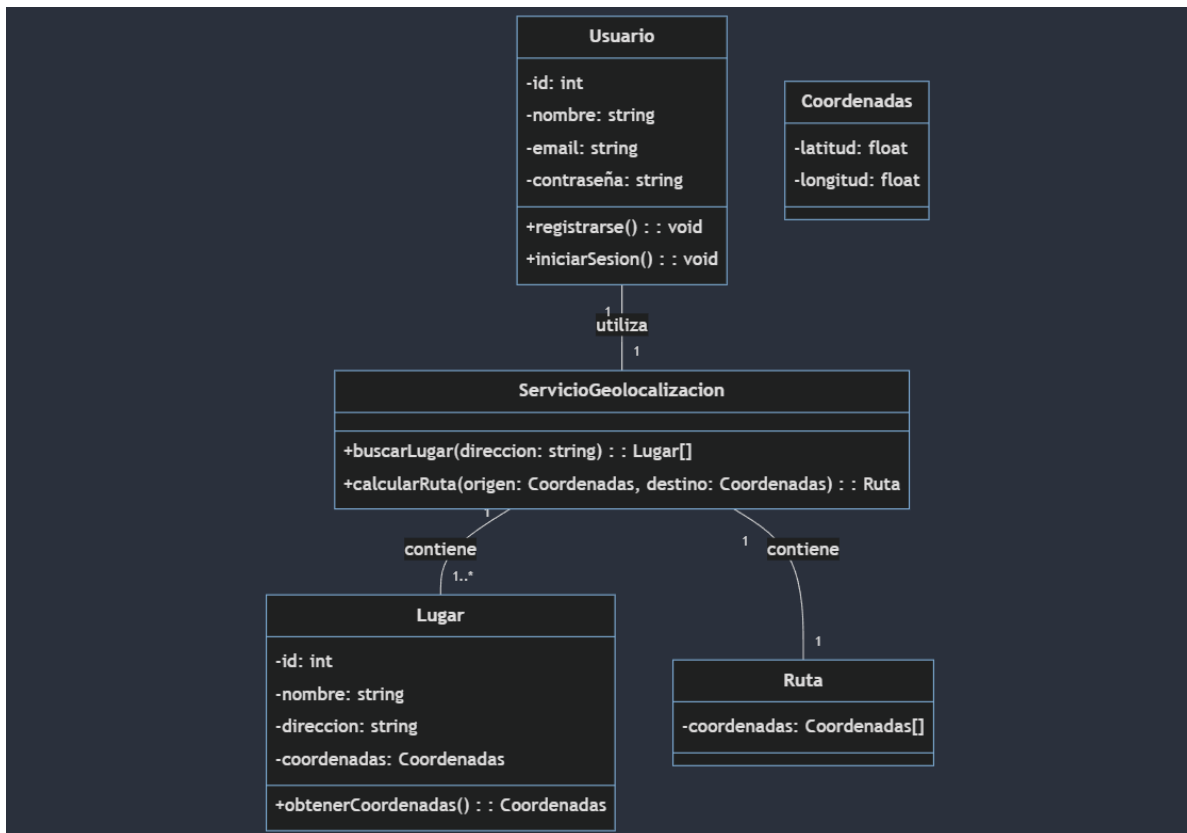 Usuario
-id: int
-nombre: string
-email: string
-contraseña: string
+registrarse() : : void
+iniciarSesion() : : void
Coordenadas
-latitud: float
-longitud: float
1
utiliza
1
ServicioGeolocalizacion
+buscarLugar(direccion: string) : : Lugar[]
+calcularRuta(origen: Coordenadas, destino: Coordenadas) : : Ruta
1
contiene
1..*
1
contiene
1
Lugar
-id: int
-nombre: string
-direccion: string
-coordenadas: Coordenadas
+obtenerCoordenadas() : : Coordenadas
Ruta
-coordenadas: Coordenadas[]